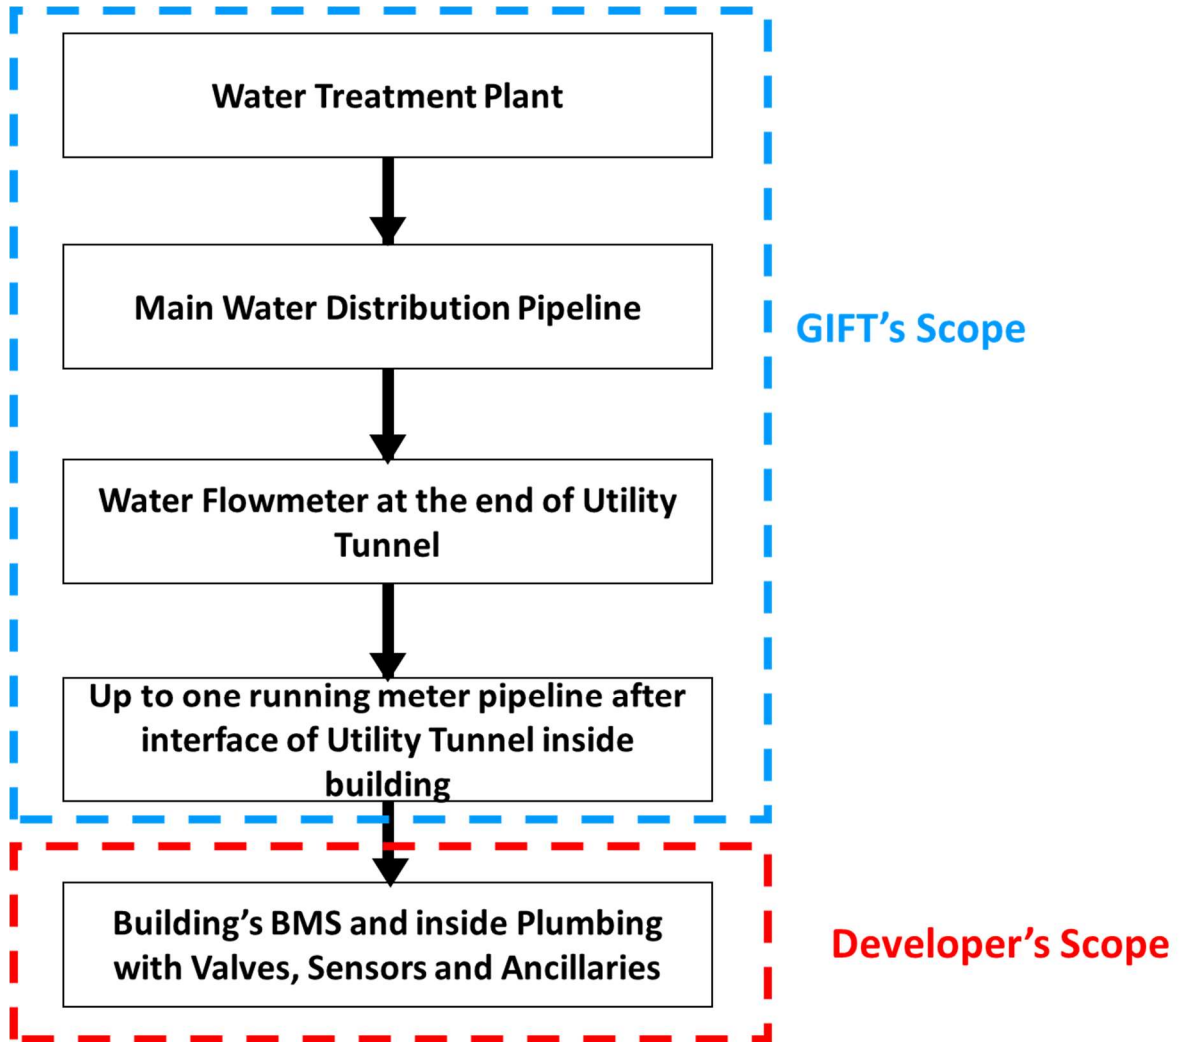 Water Treatment Plant
Main Water Distribution Pipeline
GIFT’s Scope
Water Flowmeter at the end of Utility
Tunnel
Up to one running meter pipeline after
interface of Utility Tunnel inside
building
Building’s BMS and inside Plumbing
with Valves, Sensors and Ancillaries
Developer’s Scope